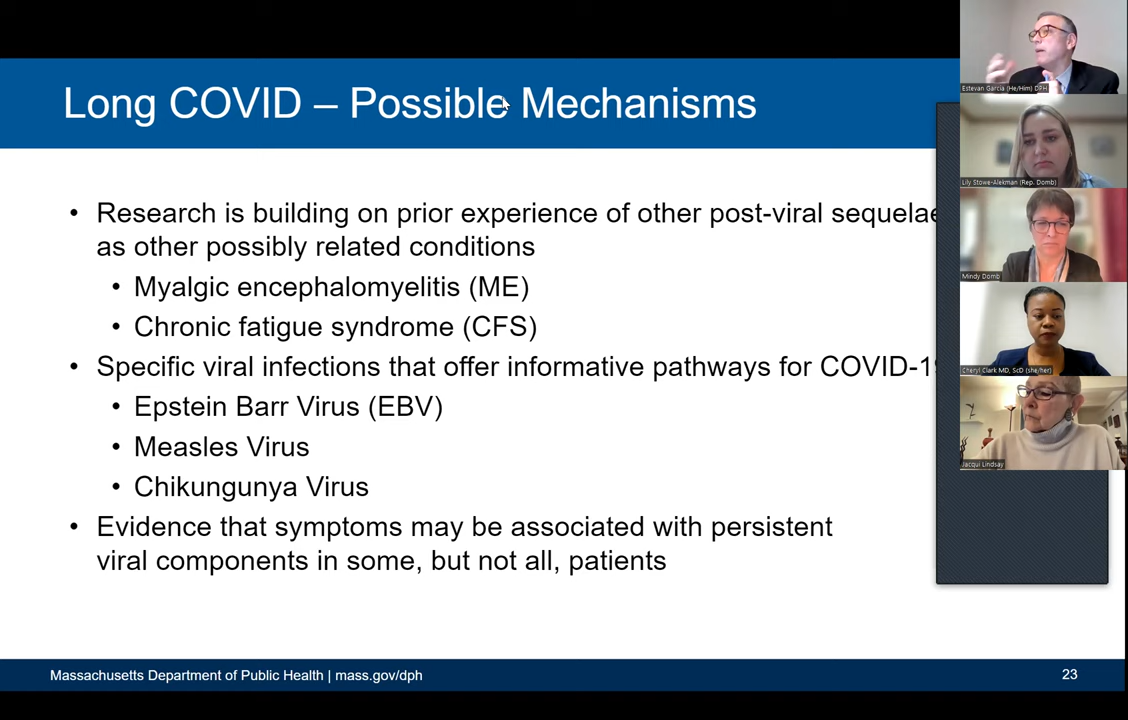 Long COVID – Possible Mechanisms
• Research is building on prior experience of other post-viral sequelae
as other possibly related conditions
• Myalgic encephalomyelitis (ME)
• Chronic fatigue syndrome (CFS)
• Specific viral infections that offer informative pathways for COVID-19
• Epstein Barr Virus (EBV)
• Measles Virus
• Chikungunya Virus
• Evidence that symptoms may be associated with persistent
viral components in some, but not all, patients
Massachusetts Department of Public Health | mass.gov/dph
23
Estevan Garcia (He/Him) DPH
Lily Stowe-Alekman (Rep. Domb)
Mindy Domb
Cheryl Clark MD, ScD (she/her)
Jacqui Lindsay